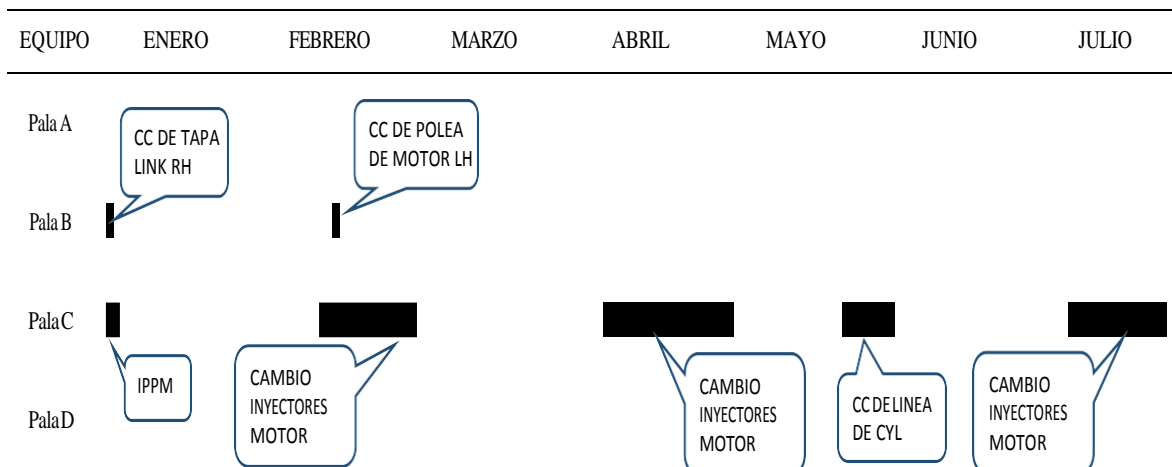 EQUIPO ENERO FEBRERO MARZO ABRIL MAYO JUNIO JULIO
Pala A
CC DE TAPA
LINK RH
CC DE POLEA
DE MOTOR LH
Pala B
Pala C
IPPM
CAMBIO
INYECTORES
MOTOR
CAMBIO
INYECTORES
MOTOR
CC DE LINEA
DE CYL
CAMBIO
INYECTORES
MOTOR
Pala D